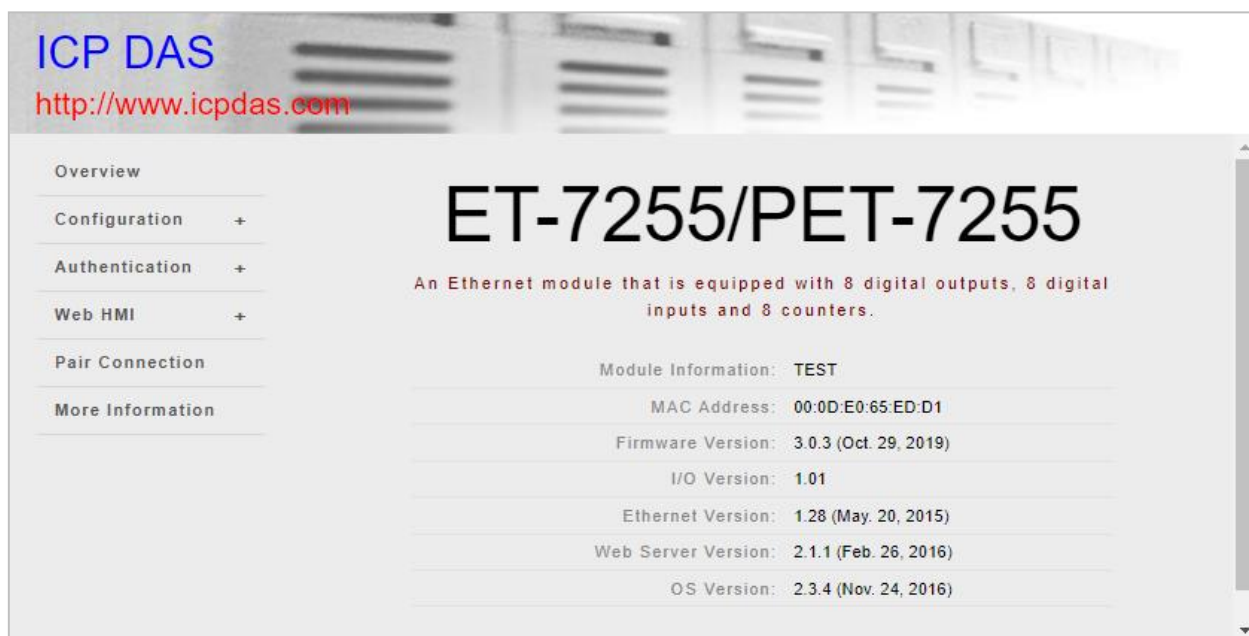 ICP DAS
http://www.icpdas.com
Overview
Configuration +
Authentication +
Web HMI +
Pair Connection
More Information
ET-7255/PET-7255
An Ethernet module that is equipped with 8 digital outputs, 8 digital
inputs and 8 counters.
Module Information: TEST
MAC Address: 00:0D:E0:65:ED:D1
Firmware Version: 3.0.3 (Oct. 29, 2019)
I/O Version: 1.01
Ethernet Version: 1.28 (May. 20, 2015)
Web Server Version: 2.1.1 (Feb. 26, 2016)
OS Version: 2.3.4 (Nov. 24, 2016)